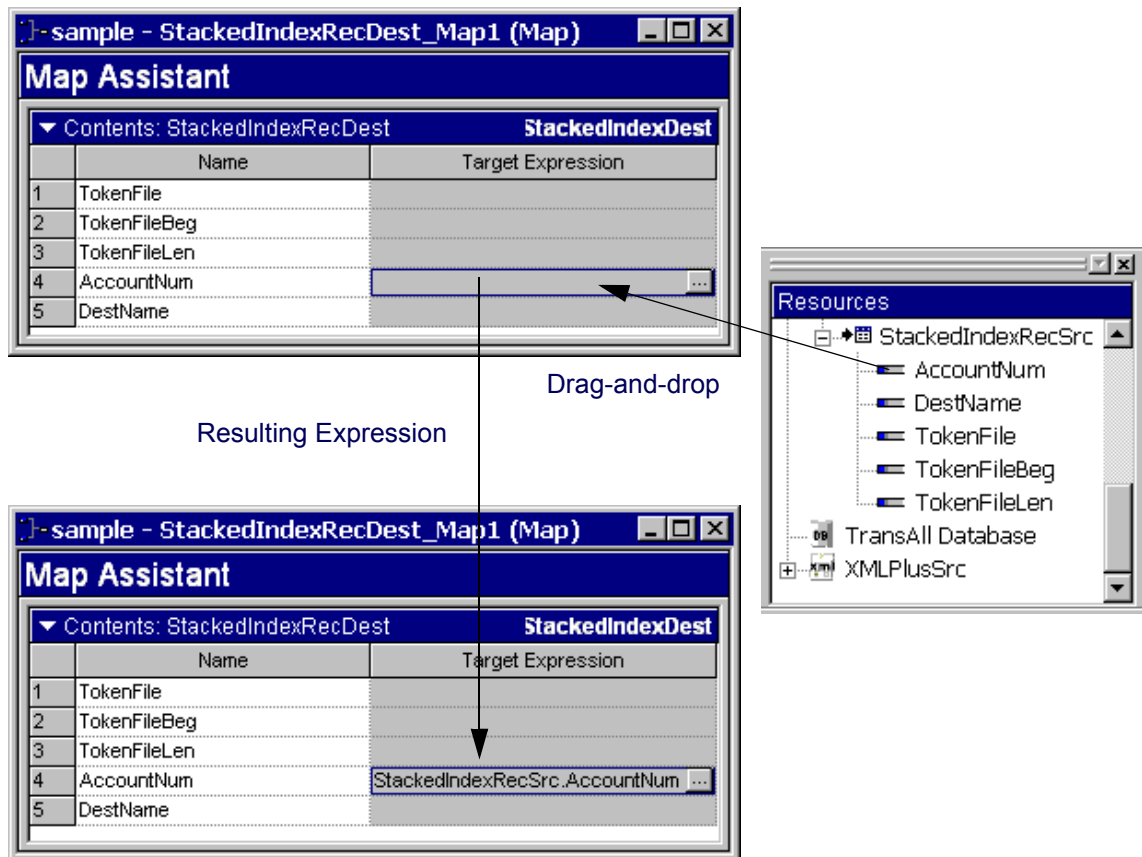 sample - StackedIndexRecDest_Map1 (Map)
Map Assistant
Contents: StackedIndexRecDest StackedIndexDest
Name Target Expression
1 TokenFile
2 TokenFileBeg
3 TokenFileLen
4 AccountNum ...
5 DestName
Resources
StackedIndexRecSrc
AccountNum
DestName
TokenFile
TokenFileBeg
TokenFileLen
DB TransAll Database
xml XMLPlusSrc
Drag-and-drop
Resulting Expression
sample - StackedIndexRecDest_Map1 (Map)
Map Assistant
Contents: StackedIndexRecDest StackedIndexDest
Name Target Expression
1 TokenFile
2 TokenFileBeg
3 TokenFileLen
4 AccountNum StackedIndexRecSrc.AccountNum ...
5 DestName